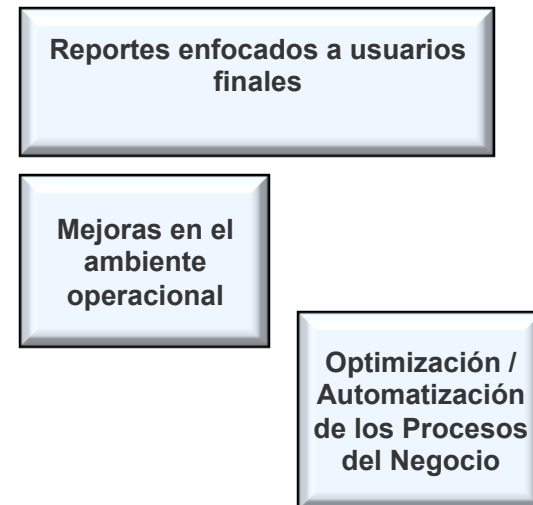 Reportes enfocados a usuarios
finales
Mejoras en el
ambiente
operacional
Optimización /
Automatización
de los Procesos
del Negocio